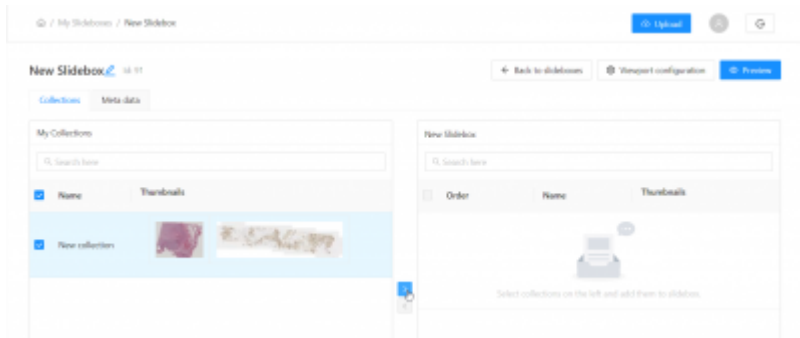 / My Slideboxes / New Slidebox
Upload
New Slidebox
Id: 91
Back to slideboxes
Viewport configuration
Preview
Collections
Meta data
My Collections
Search here
Name
Thumbnails
New collection
New Slidebox
Search here
Order
Name
Thumbnails
Select collections on the left and add them to slidebox